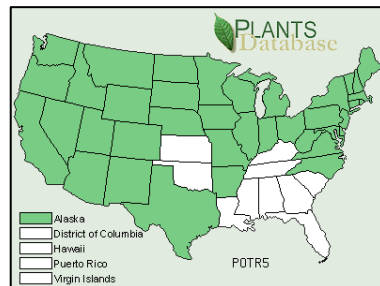 PLANTS
Database
Alaska
District of Columbia
Hawaii
Puerto Rico
Virgin Islands
POTR5